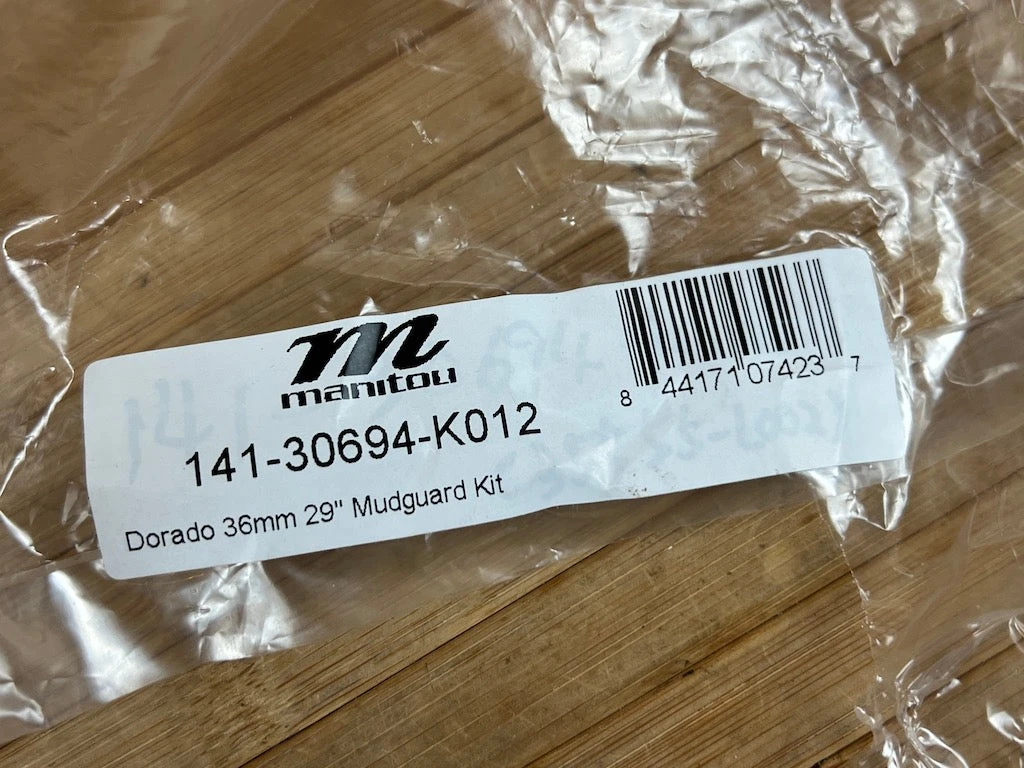 manitou
141-30694-K012
Dorado 36mm 29" Mudguard Kit
8 44171 07423 7